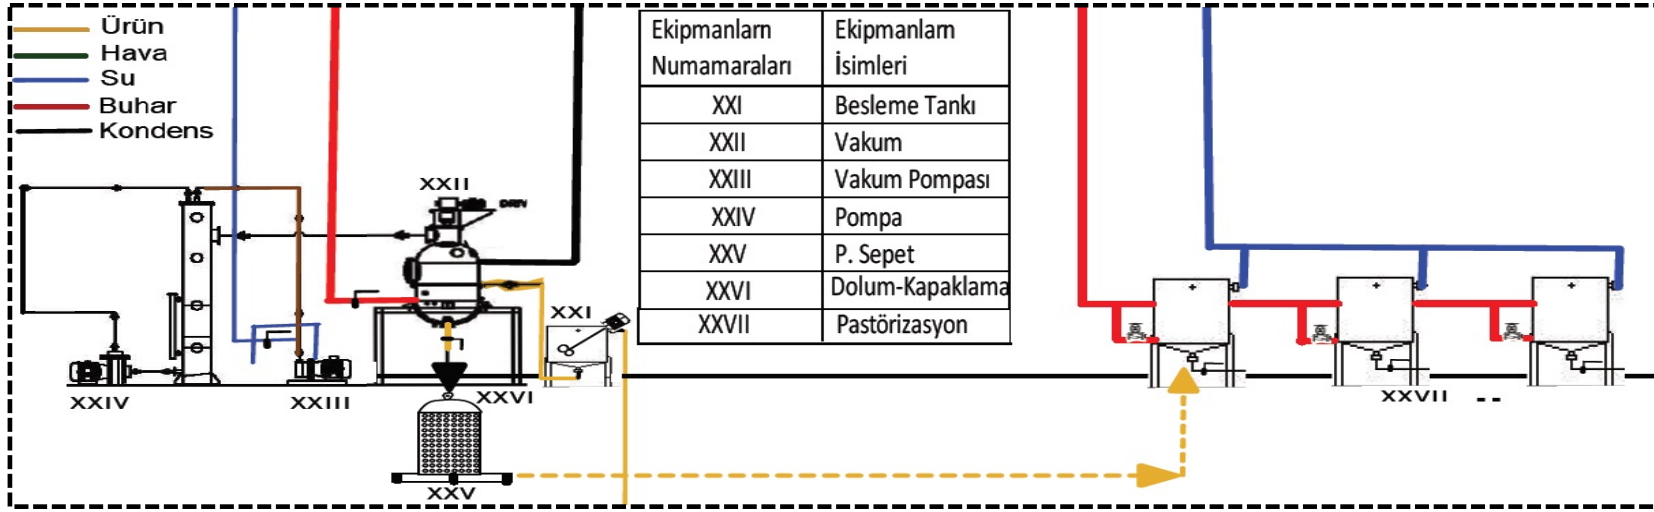 Ürün
Hava
Su
Buhar
Kondens
Ekipmanların Ekipmanların
Numamaraları İsimleri
XXI Besleme Tankı
XXII Vakum
XXIII Vakum Pompası
XXIV Pompa
XXV P. Sepet
XXVI Dolum-Kapaklama
XXVII Pastörizasyon
XXII
XXI
XXIV
XXIII
XXVI
XXV
XXVII